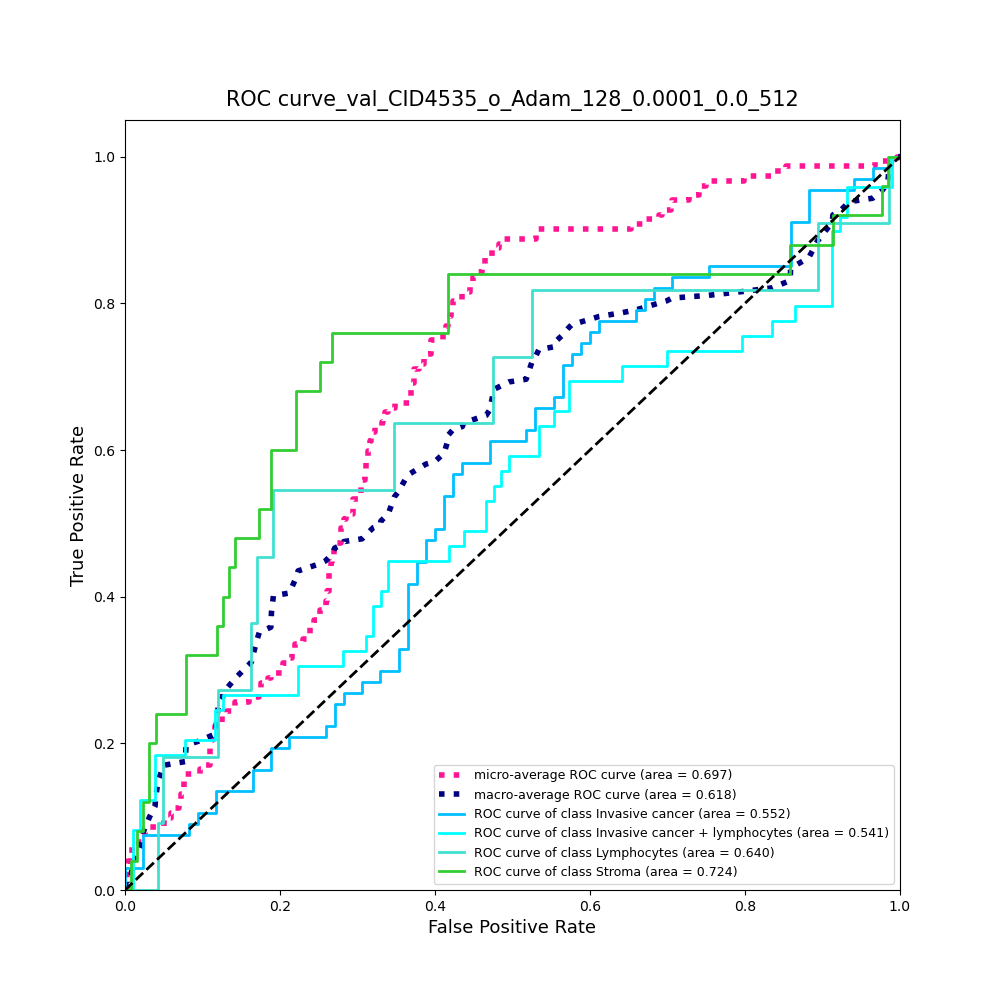 ROC curve_val_CID4535_o_Adam_128_0.0001_0.0_512
True Positive Rate
1.0
0.8
0.6
0.4
0.2
0.0
micro-average ROC curve (area = 0.697)
macro-average ROC curve (area = 0.618)
ROC curve of class Invasive cancer (area = 0.552)
ROC curve of class Invasive cancer + lymphocytes (area = 0.541)
ROC curve of class Lymphocytes (area = 0.640)
ROC curve of class Stroma (area = 0.724)
0.0 0.2 0.4 0.6 0.8 1.0
False Positive Rate